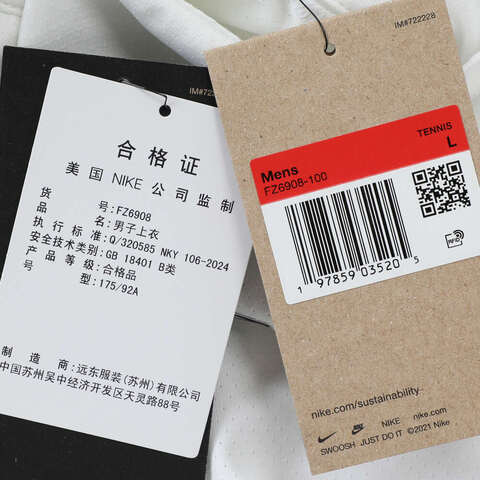 IM#722
合格证
美国 NIKE 公司监制
货 号:FZ6908
品 名:男子上衣
执行标准:Q/320585 NKY 106-2024
安全技术类别:GB 18401 B类
产品等级:合格品
号 型:175/92A
制造商:远东服装(苏州)有限公司
中国苏州吴中经济开发区天灵路88号
IM#722228
TENNIS
L
Mens
FZ6908-100
1 97859 03520 5
RFID
nike.com/sustainability
NIKE nike.com
SWOOSH JUST DO IT ©2021 Nike